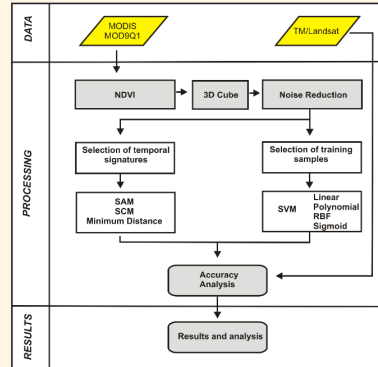 DATA
MODIS
MOD9Q1
TM/Landsat
PROCESSING
NDVI
3D Cube
Noise Reduction
Selection of temporal
signatures
Selection of training
samples
SAM
SCM
Minimum Distance
SVM
Linear
Polynomial
RBF
Sigmoid
Accuracy
Analysis
RESULTS
Results and analysis